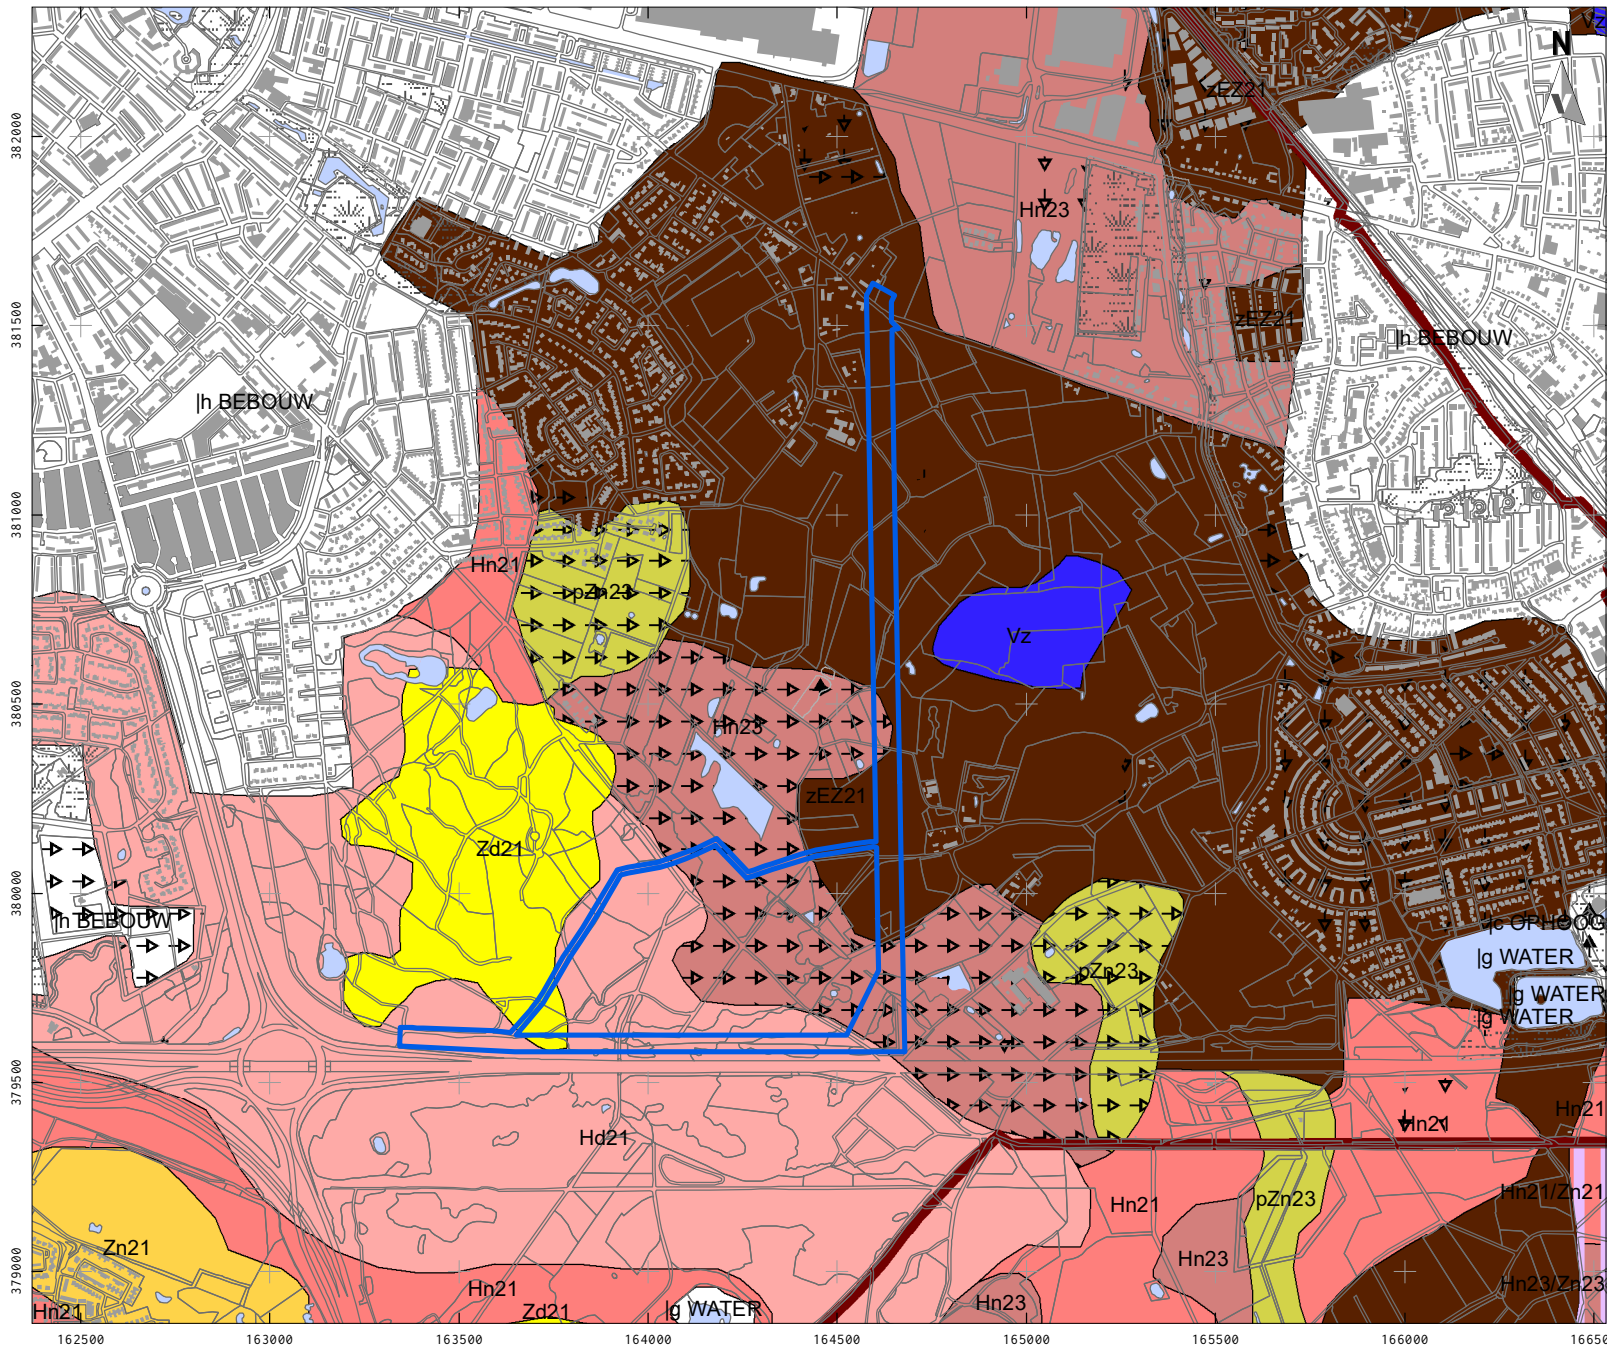 Vz
N
zEZ21
382000
Hn23
381500
zEZ21
|h BEBOUW
|h BEBOUW
381000
Hn21
pZn23
Vz
380500
Hn23
zEZ21
Zd21
380000
|h BEBOUW
|c OPHOOG
|g WATER
pZn23
|g WATER
|g WATER
379500
Hn21
Hn21
Hd21
Hn21/Zn21
Hn21
pZn23
Zn21
Hn23
379000
Hn21
Hn23/Zn23
Hn21
Zd21
|g WATER
Hn23
162500 163000 163500 164000 164500 165000 165500 166000 16650